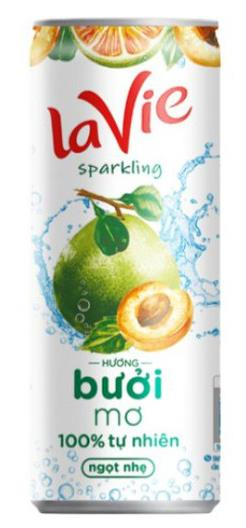 LaVie
sparkling
HƯƠNG
bưởi
mơ
100% tự nhiên
ngọt nhẹ